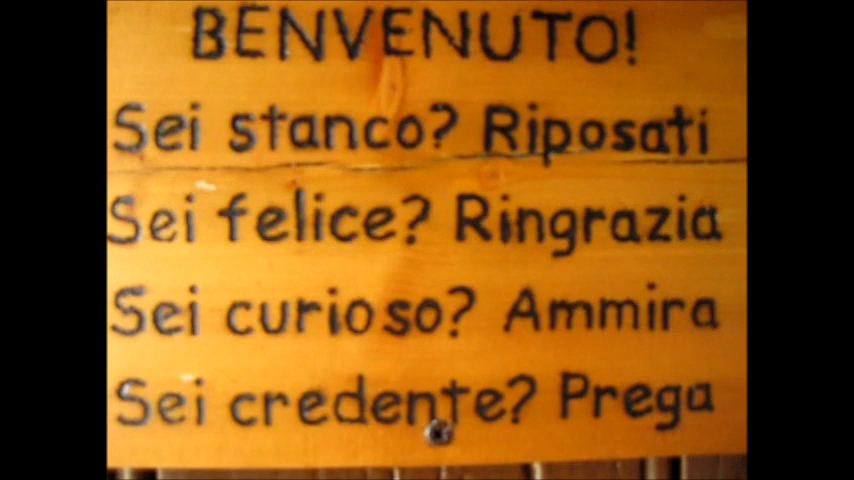 BENVENUTO!
Sei stanco? Riposati
Sei felice? Ringrazia
Sei curioso? Ammira
Sei credente? Prega